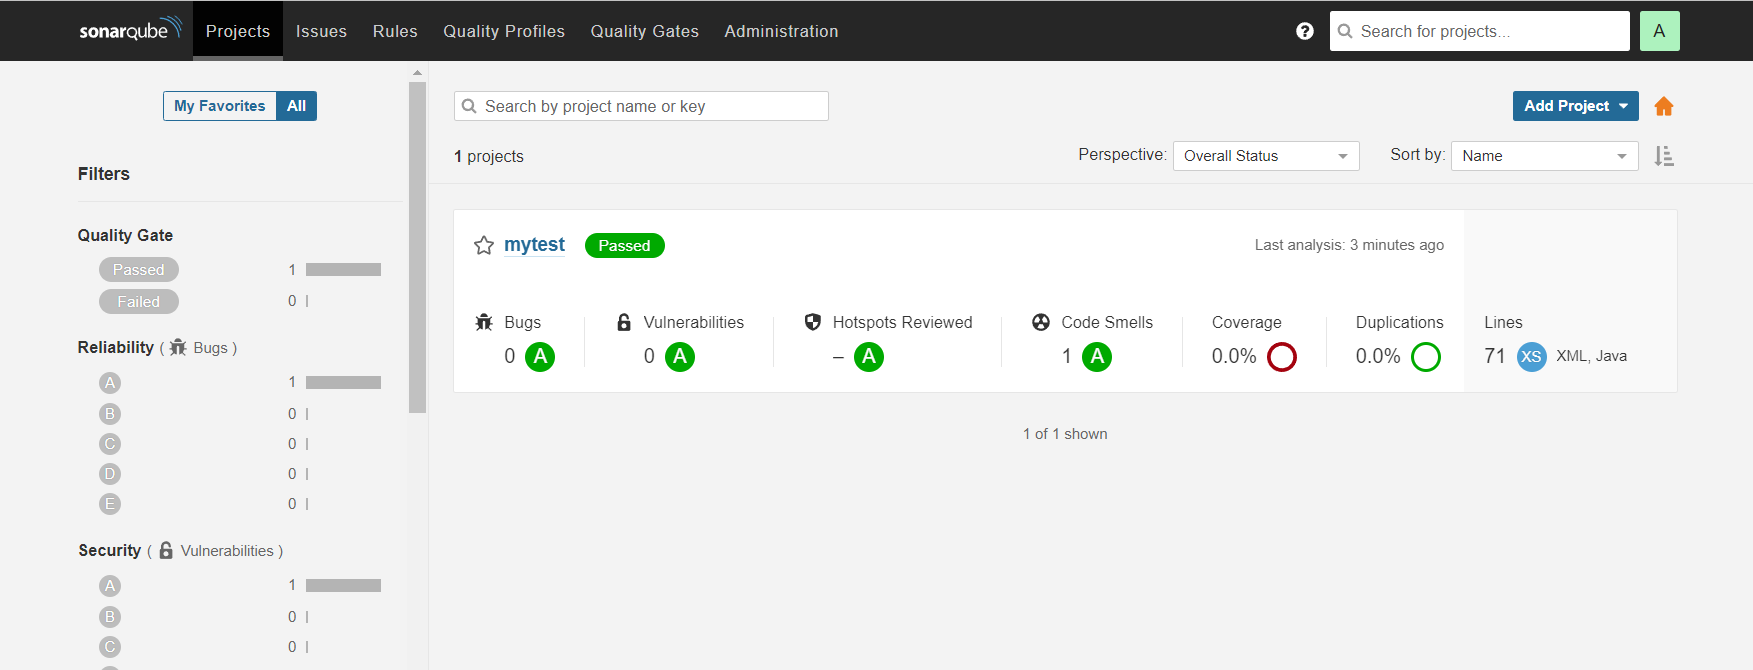 sonarqube Projects Issues Rules Quality Profiles Quality Gates Administration ? Search for projects... A
My Favorites All
Search by project name or key
Add Project
1 projects
Perspective: Overall Status
Sort by: Name
Filters
Quality Gate
Passed 1
Failed 0
Reliability ( Bugs )
A 1
B 0
C 0
D 0
E 0
Security ( Vulnerabilities )
A 1
B 0
C 0
mytest Passed
Last analysis: 3 minutes ago
Bugs Vulnerabilities Hotspots Reviewed Code Smells Coverage Duplications Lines
0 A 0 A – A 1 A 0.0% 0.0% 71 XS XML, Java
1 of 1 shown